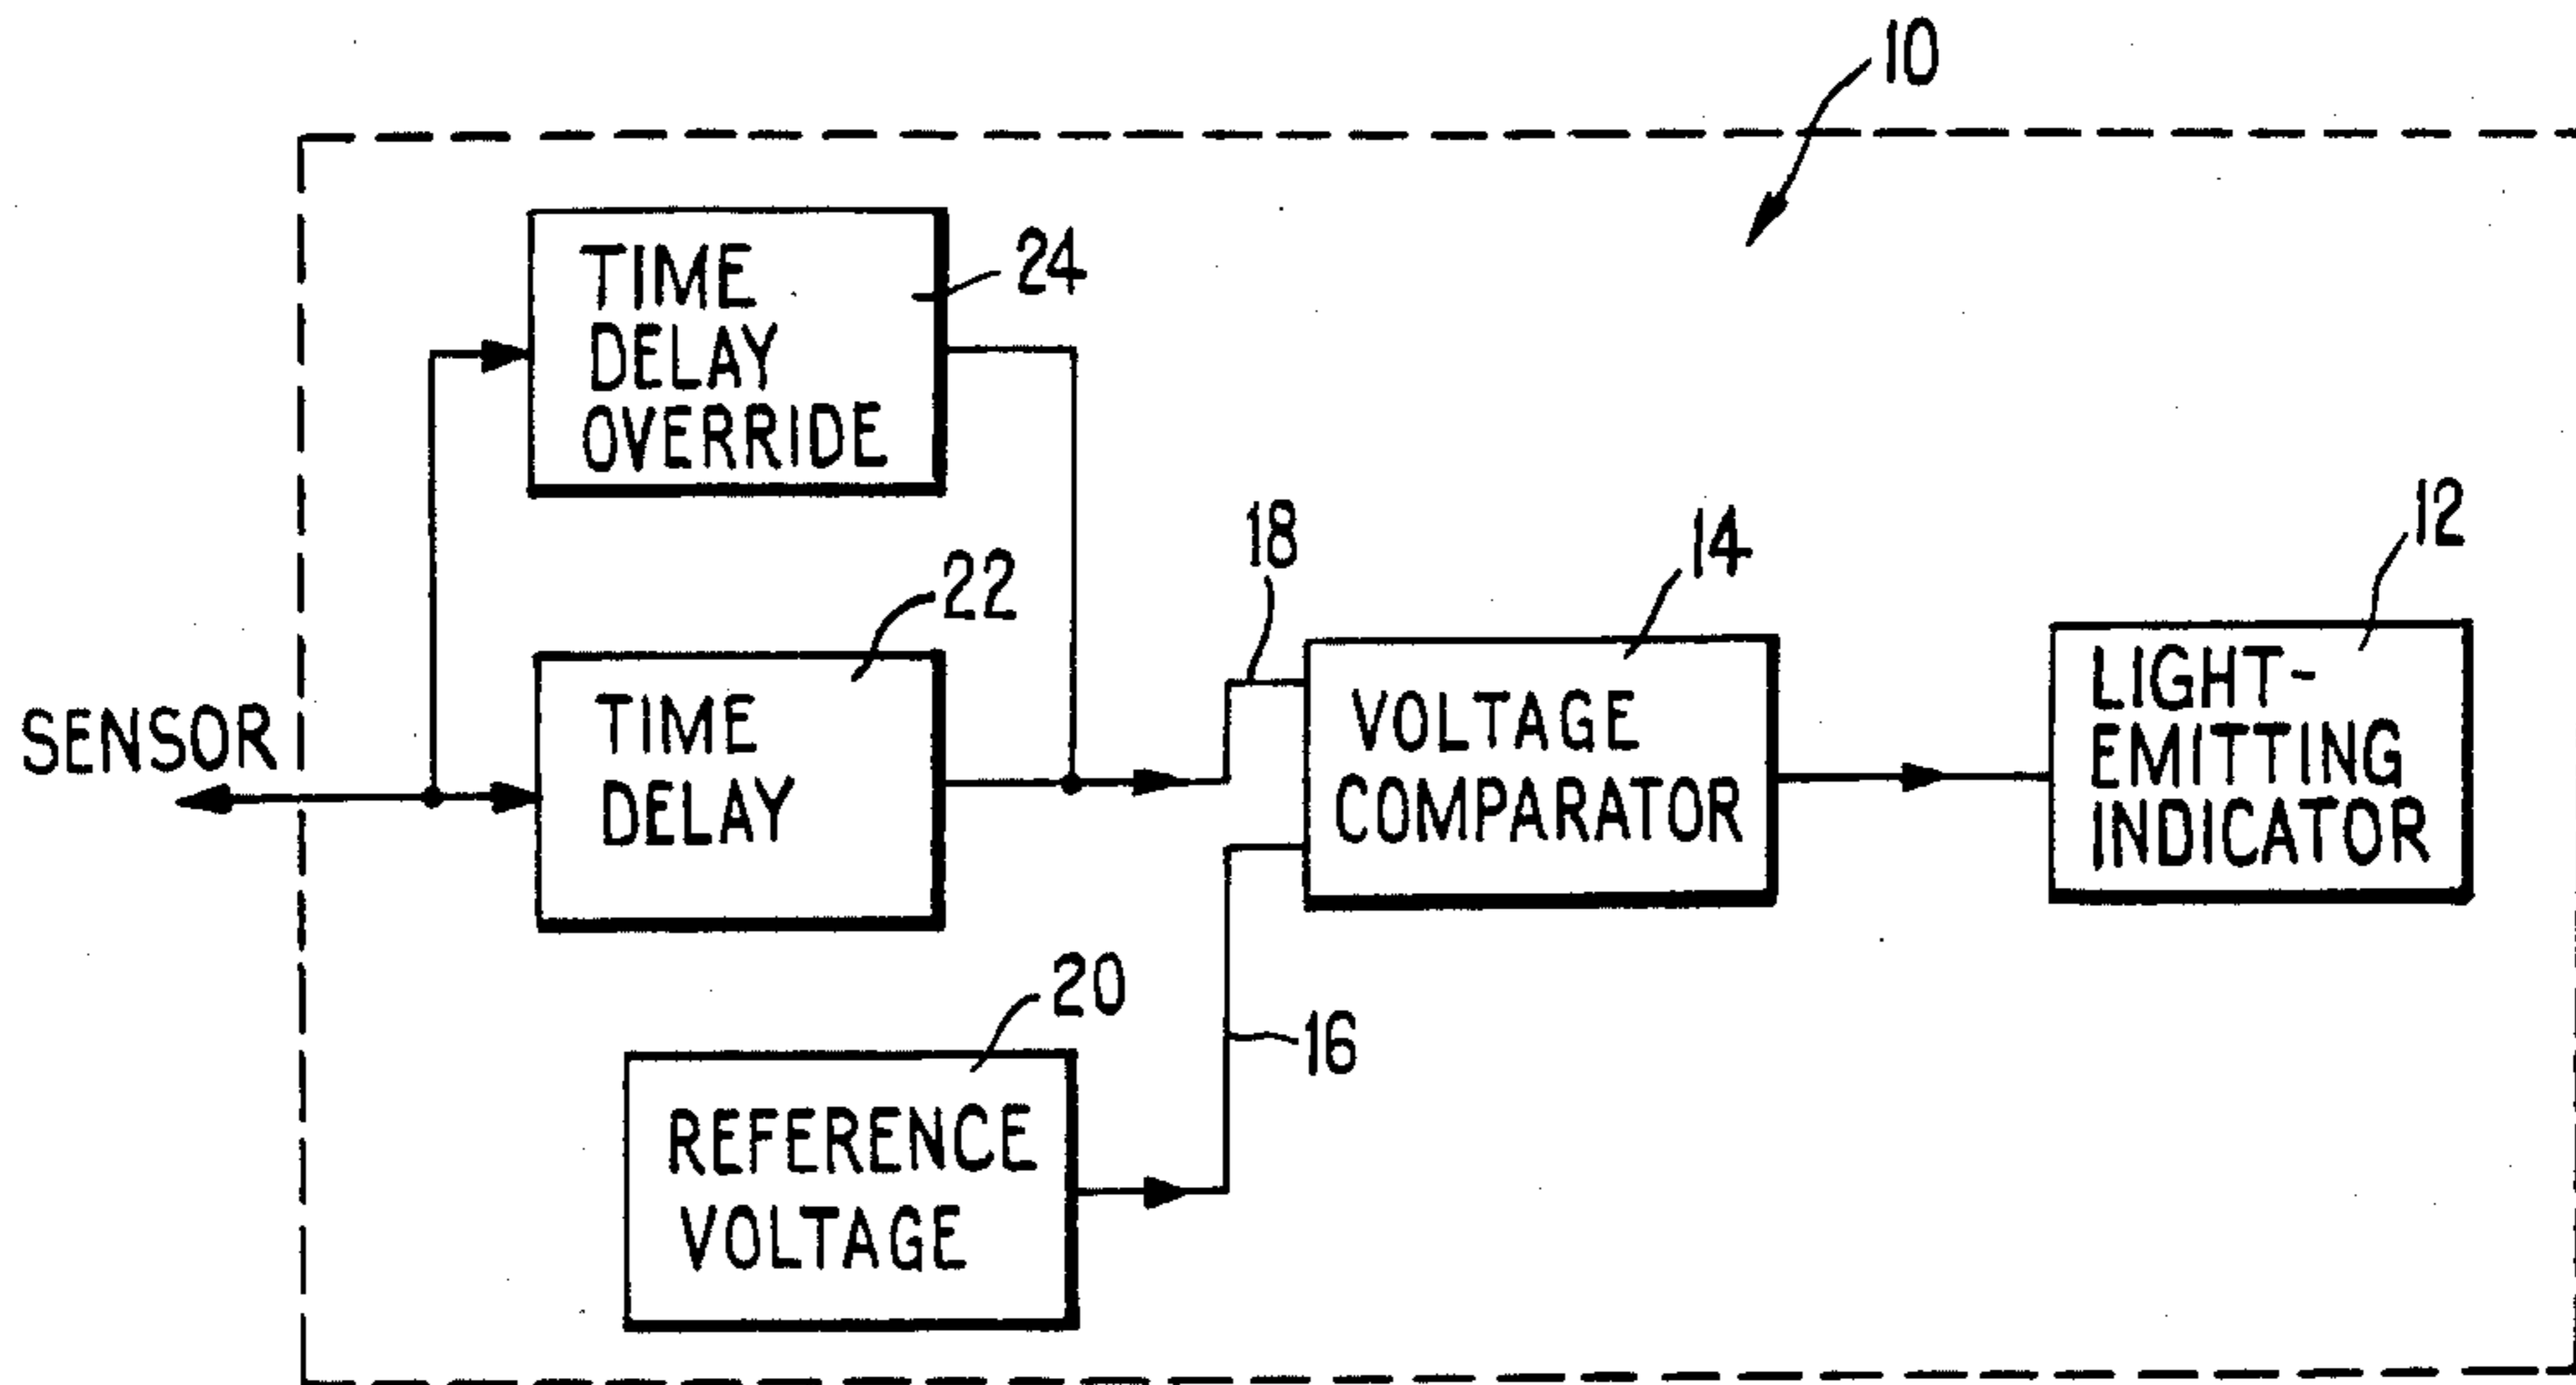 10
TIME
DELAY
OVERRIDE
24
22
TIME
DELAY
SENSOR
18
14
VOLTAGE
COMPARATOR
12
LIGHT-
EMITTING
INDICATOR
20
REFERENCE
VOLTAGE
16